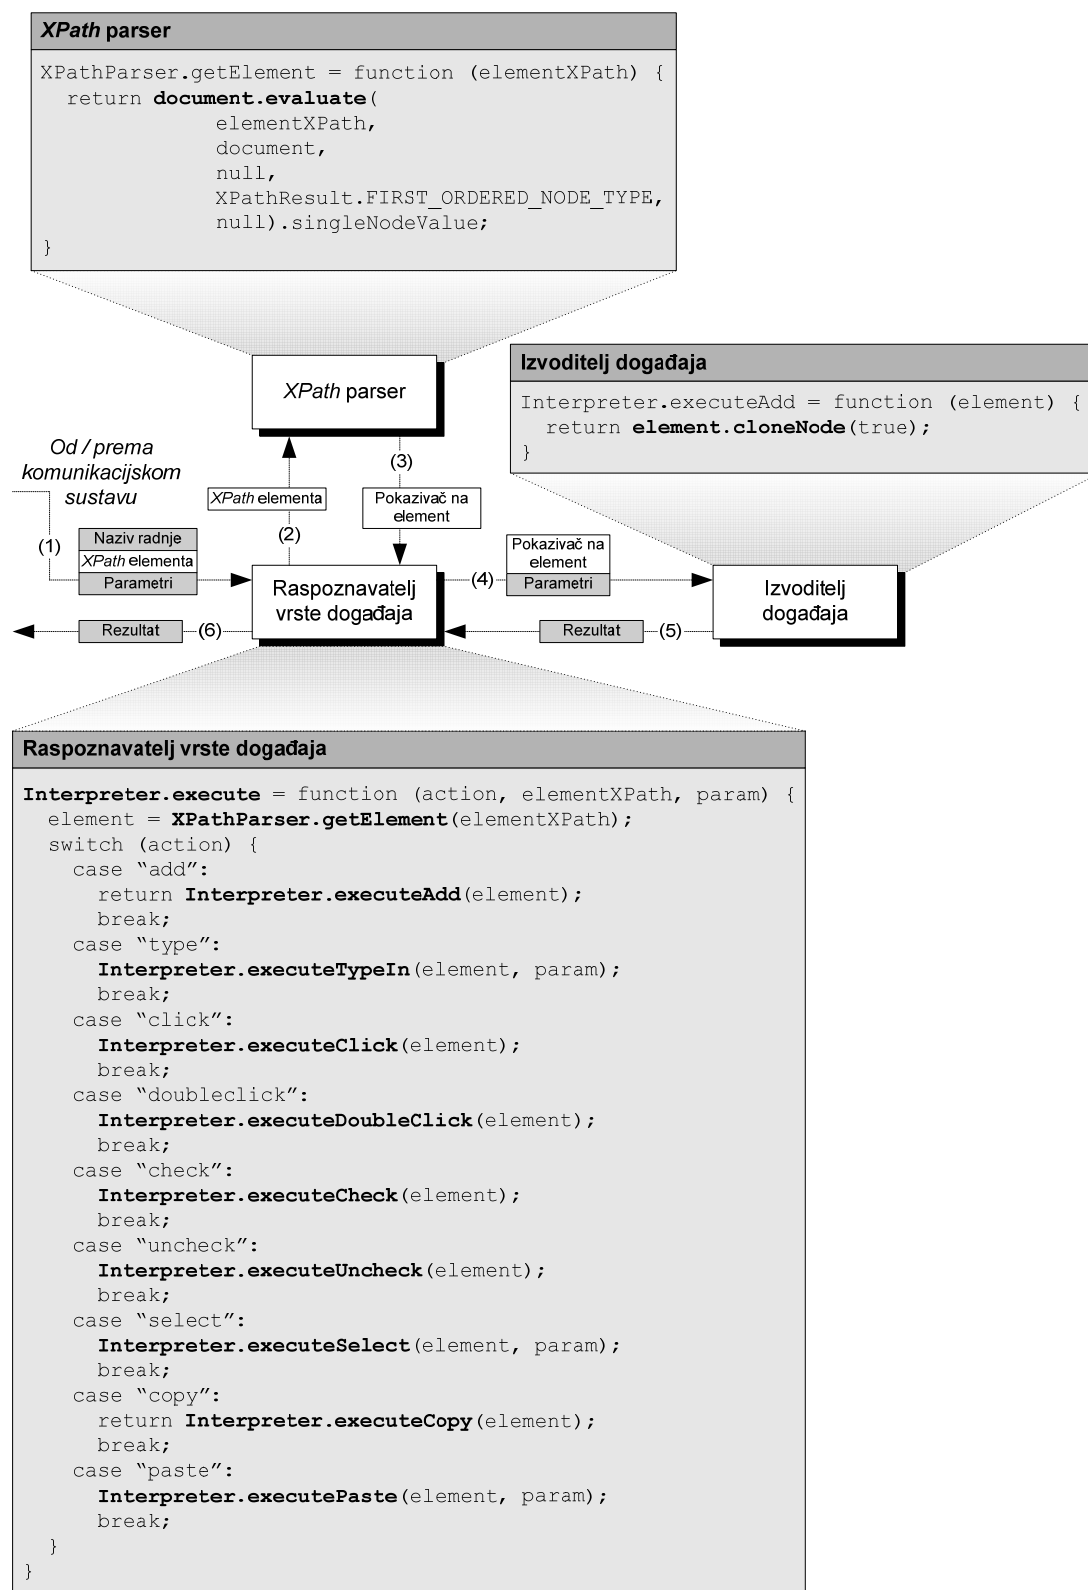 XPath parser
XPathParser.getElement = function (elementXPath) {
return document.evaluate(
elementXPath,
document,
null,
XPathResult.FIRST_ORDERED_NODE_TYPE,
null).singleNodeValue;
}
XPath parser
Izvoditelj događaja
Interpreter.executeAdd = function (element) {
return element.cloneNode(true);
}
Od / prema
komunikacijskom
sustavu
(1)
Naziv radnje
XPath elementa
Parametri
XPath elementa
(2)
(3)
Pokazivač na
element
Raspoznavatelj
vrste događaja
(4)
Pokazivač na
element
Parametri
Izvoditelj
događaja
Rezultat
(5)
Rezultat
(6)
Raspoznavatelj vrste događaja
Interpreter.execute = function (action, elementXPath, param) {
element = XPathParser.getElement(elementXPath);
switch (action) {
case “add”:
return Interpreter.executeAdd(element);
break;
case “type”:
Interpreter.executeTypeIn(element, param);
break;
case “click”:
Interpreter.executeClick(element);
break;
case “doubleclick”:
Interpreter.executeDoubleClick(element);
break;
case “check”:
Interpreter.executeCheck(element);
break;
case “uncheck”:
Interpreter.executeUncheck(element);
break;
case “select”:
Interpreter.executeSelect(element, param);
break;
case “copy”:
return Interpreter.executeCopy(element);
break;
case “paste”:
Interpreter.executePaste(element, param);
break;
}
}